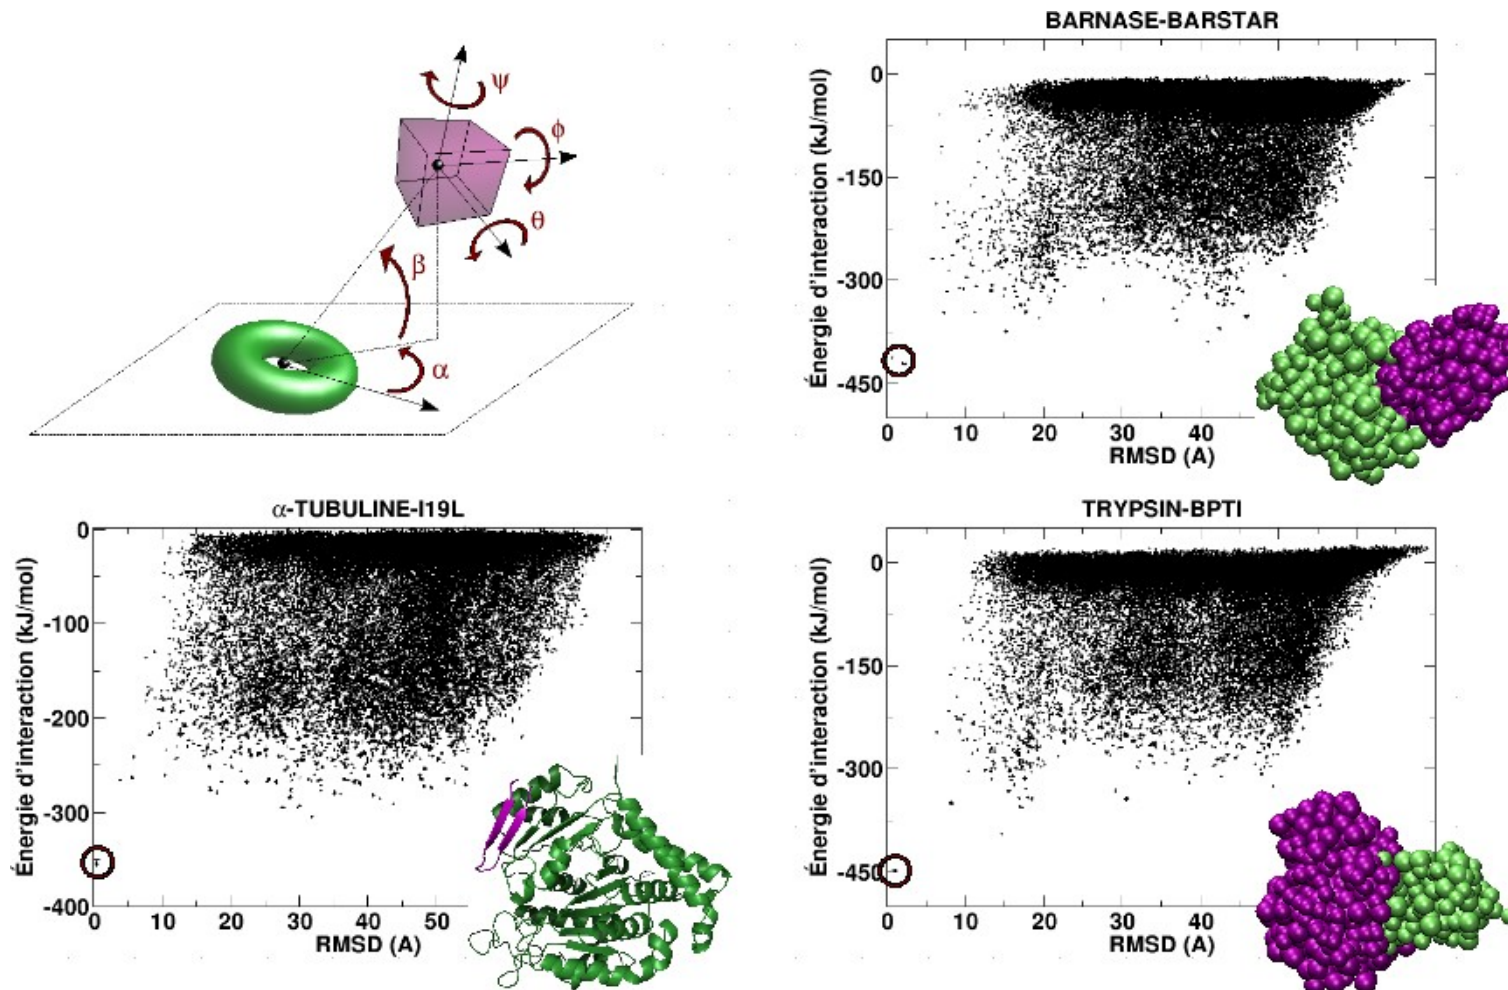 ψ
ϕ
θ
β
α
BARNASE-BARSTAR
Énergie d'interaction (kJ/mol)
0
-150
-300
-450
0 10 20 30 40
RMSD (A)
α-TUBULINE-I19L
Énergie d'interaction (kJ/mol)
0
-100
-200
-300
-400
0 10 20 30 40 50
RMSD (A)
TRYPSIN-BPTI
Énergie d'interaction (kJ/mol)
0
-150
-300
-450
0 10 20 30 40
RMSD (A)